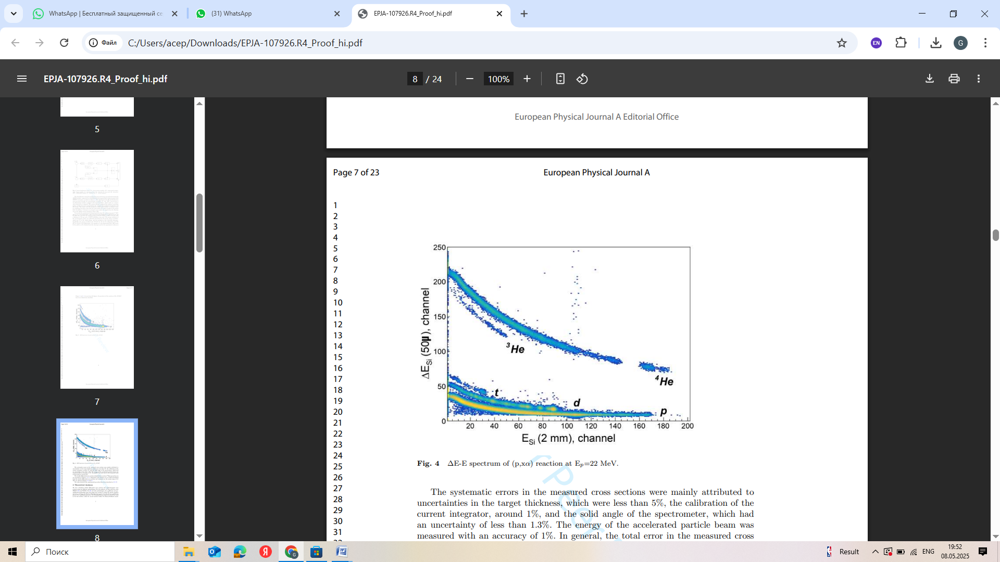 WhatsApp | Бесплатный защищенный се
(31) WhatsApp
EPJA-107926.R4_Proof_hi.pdf
Файл
C:/Users/acep/Downloads/EPJA-107926.R4_Proof_hi.pdf
EN
G
EPJA-107926.R4_Proof_hi.pdf
8 / 24
100%
5
6
7
8
European Physical Journal A Editorial Office
Page 7 of 23
European Physical Journal A
1
2
3
4
5
6
7
8
9
10
11
12
13
14
15
16
17
18
19
20
21
22
23
24
25
26
27
28
29
30
31
250
200
150
100
50
0
ΔE_Si (50μ), channel
³He
⁴He
t
d
p
20 40 60 80 100 120 140 160 180 200
E_Si (2 mm), channel
Fig. 4 ΔE-E spectrum of (p,xα) reaction at Eₚ=22 MeV.
The systematic errors in the measured cross sections were mainly attributed to
uncertainties in the target thickness, which were less than 5%, the calibration of the
current integrator, around 1%, and the solid angle of the spectrometer, which had
an uncertainty of less than 1.3%. The energy of the accelerated particle beam was
measured with an accuracy of 1%. In general, the total error in the measured cross
r Peer
Поиск
Result
ENG
19:52
08.05.2025